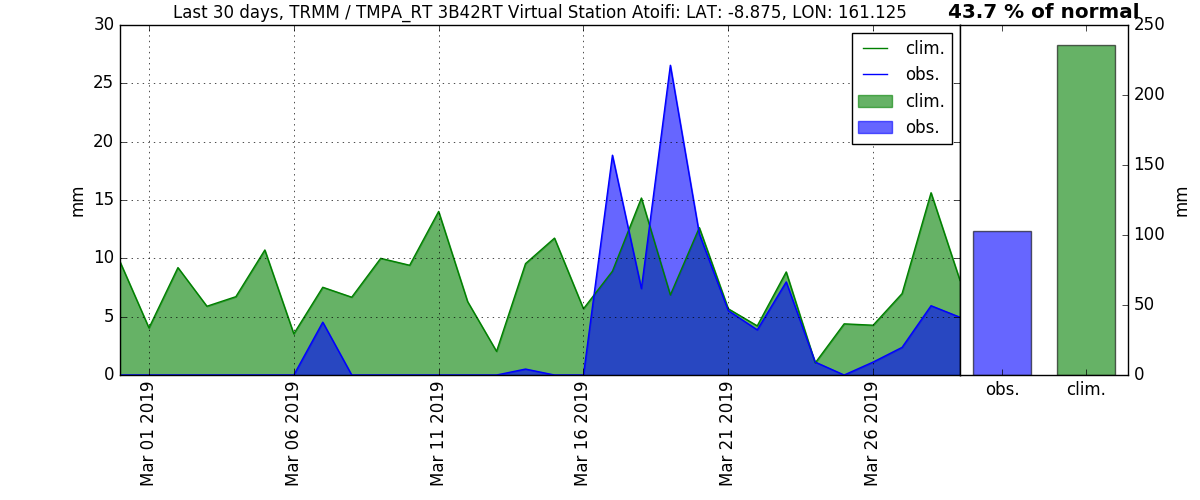 Last 30 days, TRMM / TMPA_RT 3B42RT Virtual Station Atoifi: LAT: -8.875, LON: 161.125
43.7 % of normal
30
25
20
15
10
5
0
mm
clim.
obs.
clim.
obs.
Mar 01 2019
Mar 06 2019
Mar 11 2019
Mar 16 2019
Mar 21 2019
Mar 26 2019
250
200
150
100
50
0
mm
obs.
clim.